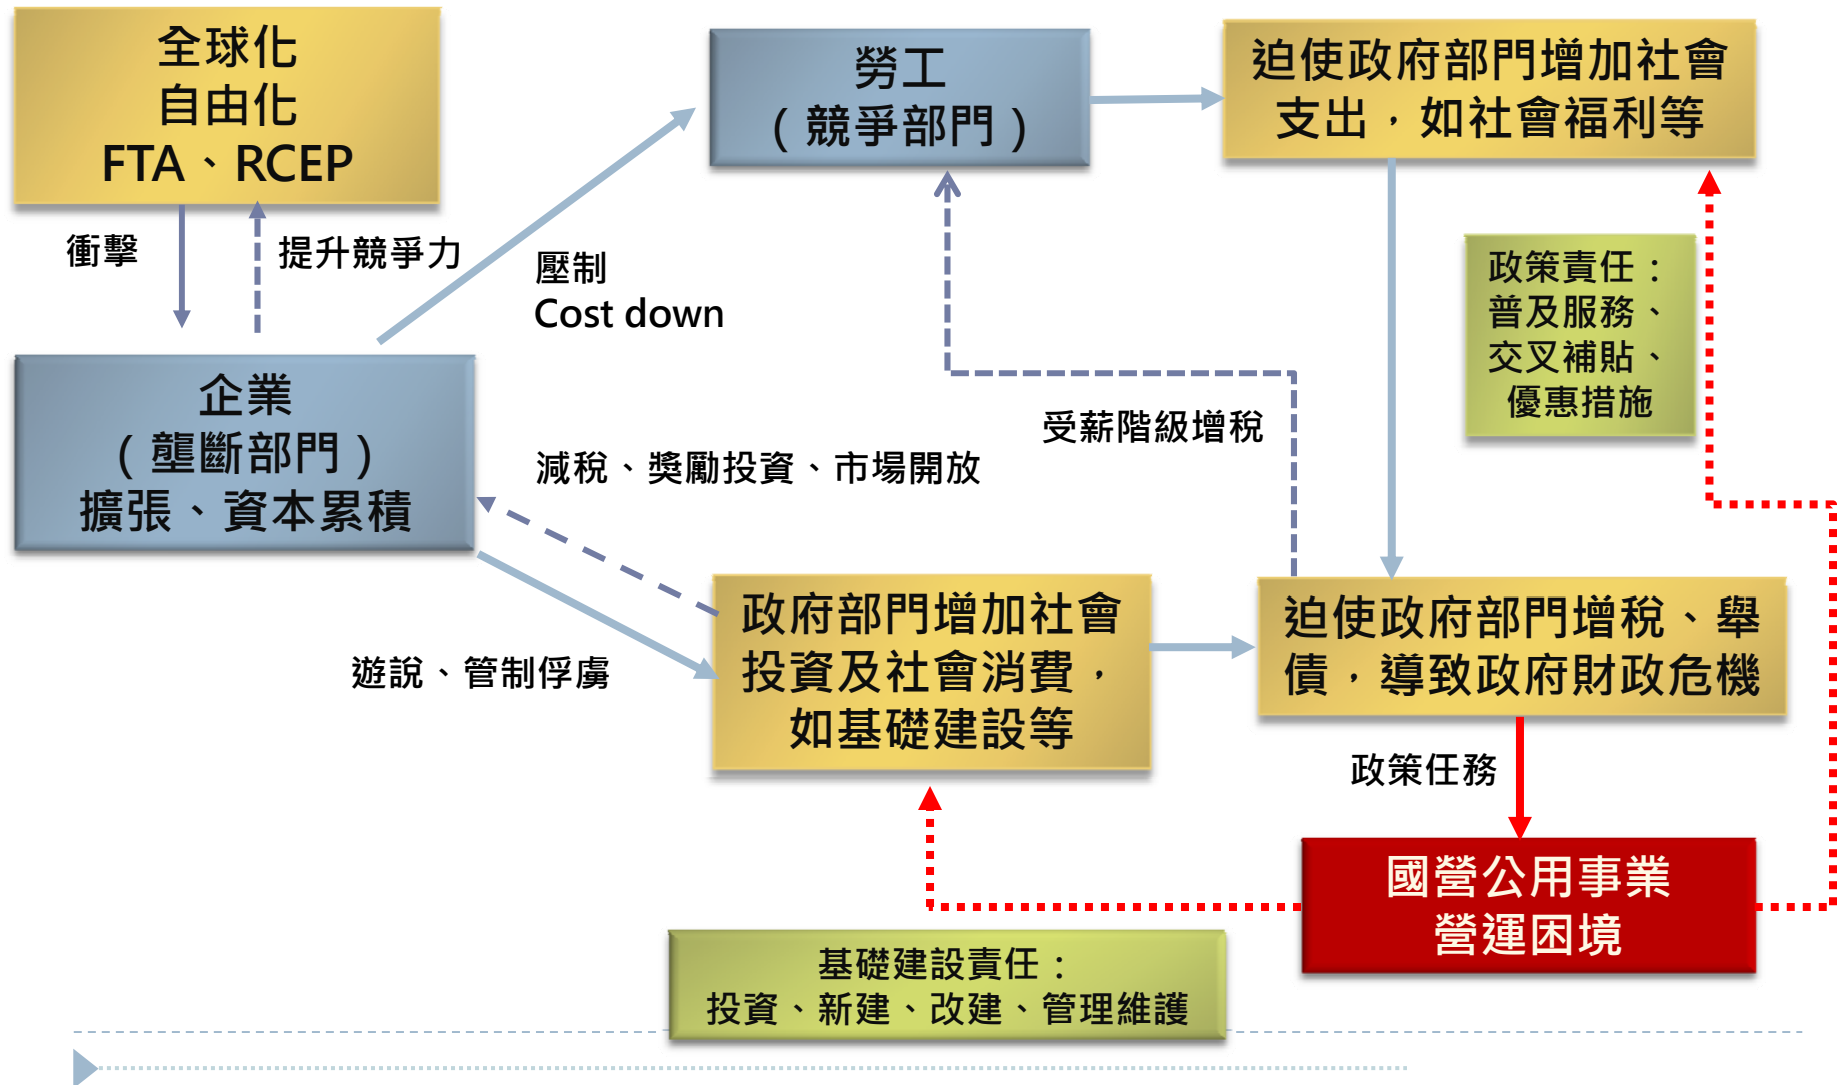 全球化
自由化
FTA、RCEP
勞工
（競爭部門）
迫使政府部門增加社會
支出，如社會福利等
衝擊
提升競爭力
壓制
Cost down
政策責任：
普及服務、
交叉補貼、
優惠措施
企業
（壟斷部門）
擴張、資本累積
受薪階級增稅
減稅、獎勵投資、市場開放
政府部門增加社會
投資及社會消費，
如基礎建設等
迫使政府部門增稅、舉
債，導致政府財政危機
遊說、管制俘虜
政策任務
國營公用事業
營運困境
基礎建設責任：
投資、新建、改建、管理維護